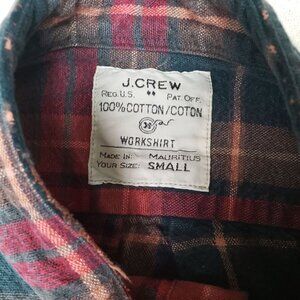 J.CREW
REG. U.S. PAT. OFF.
100% COTTON/COTON
WORKSHIRT
MADE IN: MAURITIUS
YOUR SIZE: SMALL